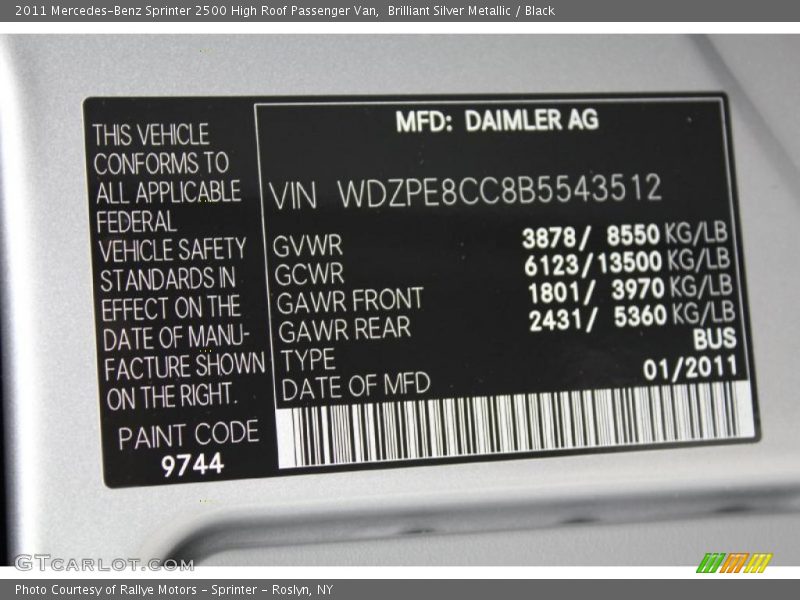 2011 Mercedes-Benz Sprinter 2500 High Roof Passenger Van, Brilliant Silver Metallic / Black
THIS VEHICLE
CONFORMS TO
ALL APPLICABLE
FEDERAL
VEHICLE SAFETY
STANDARDS IN
EFFECT ON THE
DATE OF MANU-
FACTURE SHOWN
ON THE RIGHT.
PAINT CODE
9744
MFD: DAIMLER AG
VIN WDZPE8CC8B5543512
GVWR 3878/ 8550 KG/LB
GCWR 6123/13500 KG/LB
GAWR FRONT 1801/ 3970 KG/LB
GAWR REAR 2431/ 5360 KG/LB
TYPE BUS
DATE OF MFD 01/2011
GTCARLOT.COM
Photo Courtesy of Rallye Motors - Sprinter - Roslyn, NY